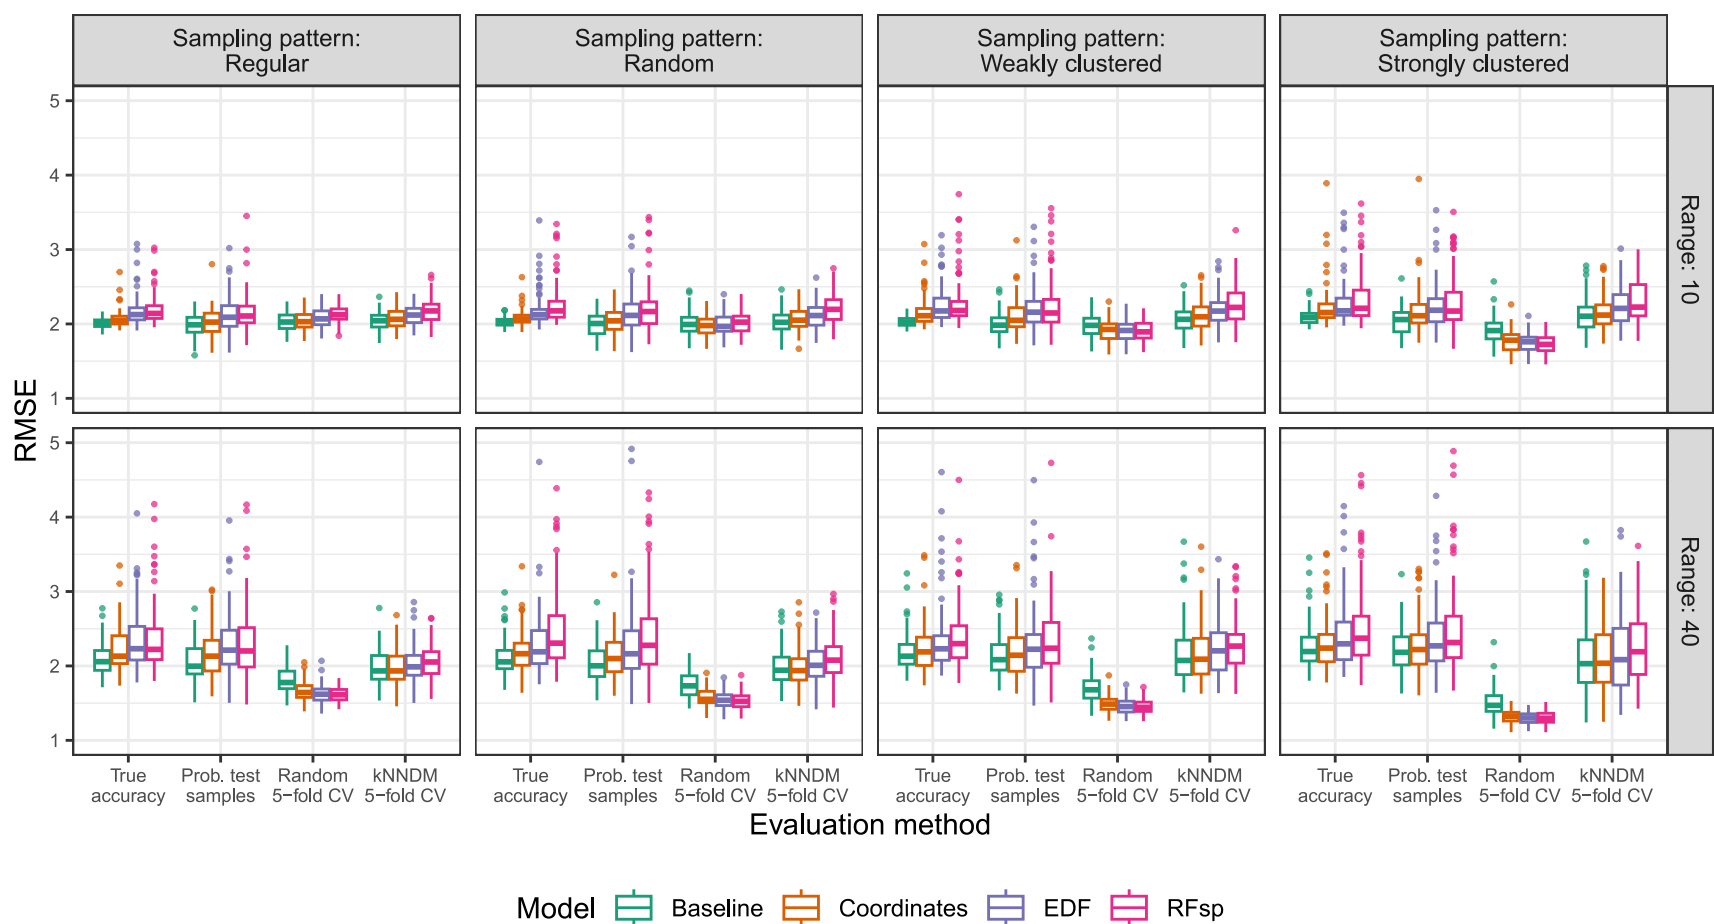 Sampling pattern:
Regular
Sampling pattern:
Random
Sampling pattern:
Weakly clustered
Sampling pattern:
Strongly clustered
RMSE
5
4
3
2
1
Range: 10
5
4
3
2
1
Range: 40
True
accuracy
Prob. test
samples
Random
5−fold CV
kNNDM
5−fold CV
True
accuracy
Prob. test
samples
Random
5−fold CV
kNNDM
5−fold CV
True
accuracy
Prob. test
samples
Random
5−fold CV
kNNDM
5−fold CV
True
accuracy
Prob. test
samples
Random
5−fold CV
kNNDM
5−fold CV
Evaluation method
Model Baseline Coordinates EDF RFsp